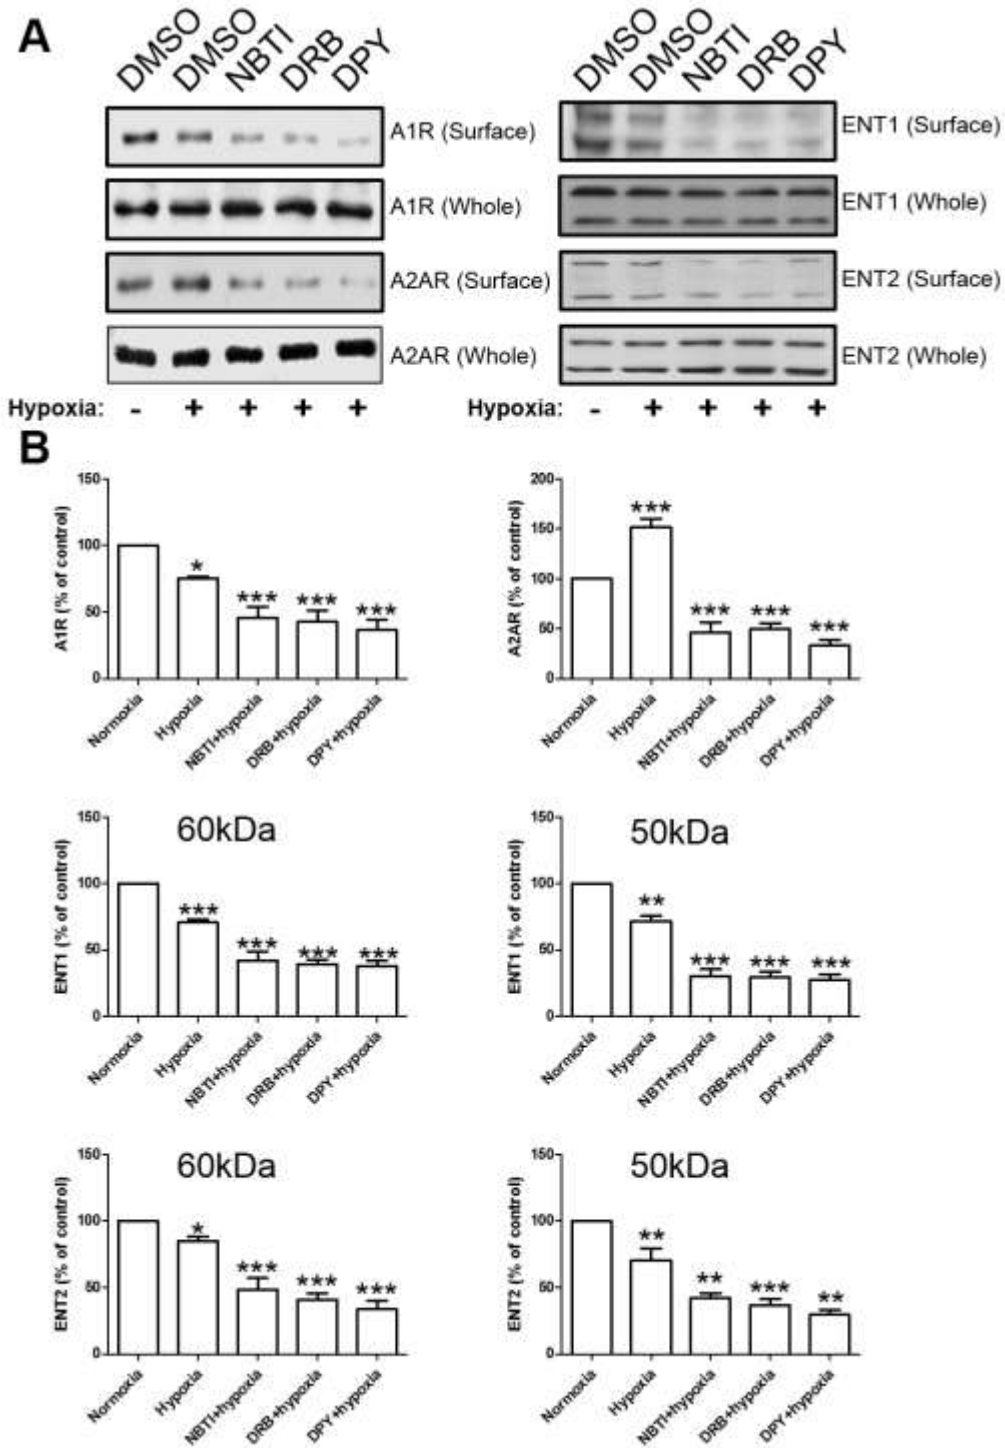 A
DMSO DMSO NBTI DRB DPY
A1R (Surface)
A1R (Whole)
A2AR (Surface)
A2AR (Whole)
Hypoxia: - + + + +
DMSO DMSO NBTI DRB DPY
ENT1 (Surface)
ENT1 (Whole)
ENT2 (Surface)
ENT2 (Whole)
Hypoxia: - + + + +
B
A1R (% of control)
150
100
50
0
* *** *** ***
Normoxia Hypoxia NBTI+hypoxia DRB+hypoxia DPY+hypoxia
A2AR (% of control)
200
150
100
50
0
*** *** *** ***
Normoxia Hypoxia NBTI+hypoxia DRB+hypoxia DPY+hypoxia
60kDa
ENT1 (% of control)
150
100
50
0
*** *** *** ***
Normoxia Hypoxia NBTI+hypoxia DRB+hypoxia DPY+hypoxia
50kDa
ENT1 (% of control)
150
100
50
0
** *** *** ***
Normoxia Hypoxia NBTI+hypoxia DRB+hypoxia DPY+hypoxia
60kDa
ENT2 (% of control)
150
100
50
0
* *** *** ***
Normoxia Hypoxia NBTI+hypoxia DRB+hypoxia DPY+hypoxia
50kDa
ENT2 (% of control)
150
100
50
0
** ** *** **
Normoxia Hypoxia NBTI+hypoxia DRB+hypoxia DPY+hypoxia